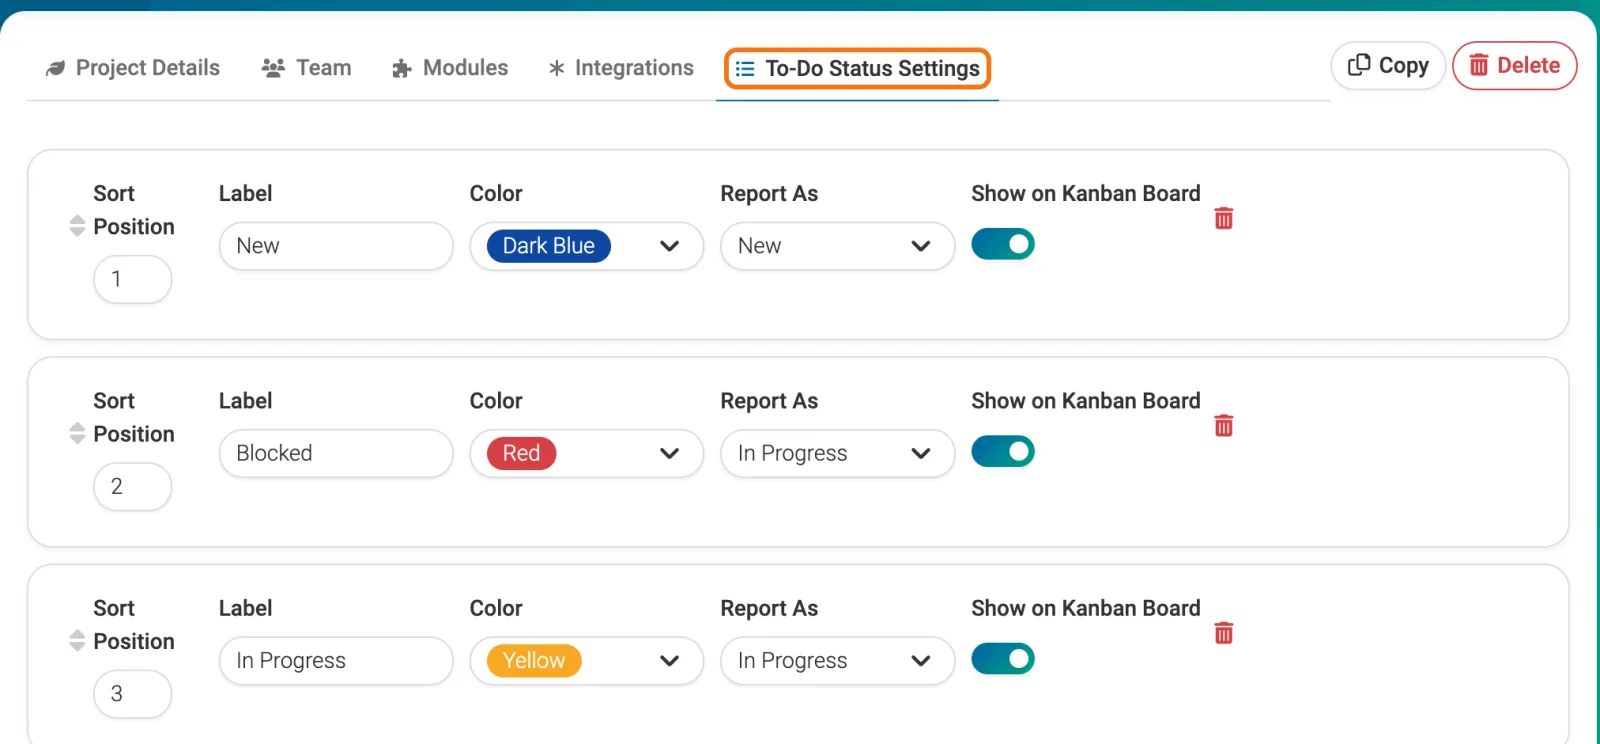 Project Details Team Modules Integrations To-Do Status Settings Copy Delete
Sort Position Label Color Report As Show on Kanban Board
1 New Dark Blue New
Sort Position Label Color Report As Show on Kanban Board
2 Blocked Red In Progress
Sort Position Label Color Report As Show on Kanban Board
3 In Progress Yellow In Progress